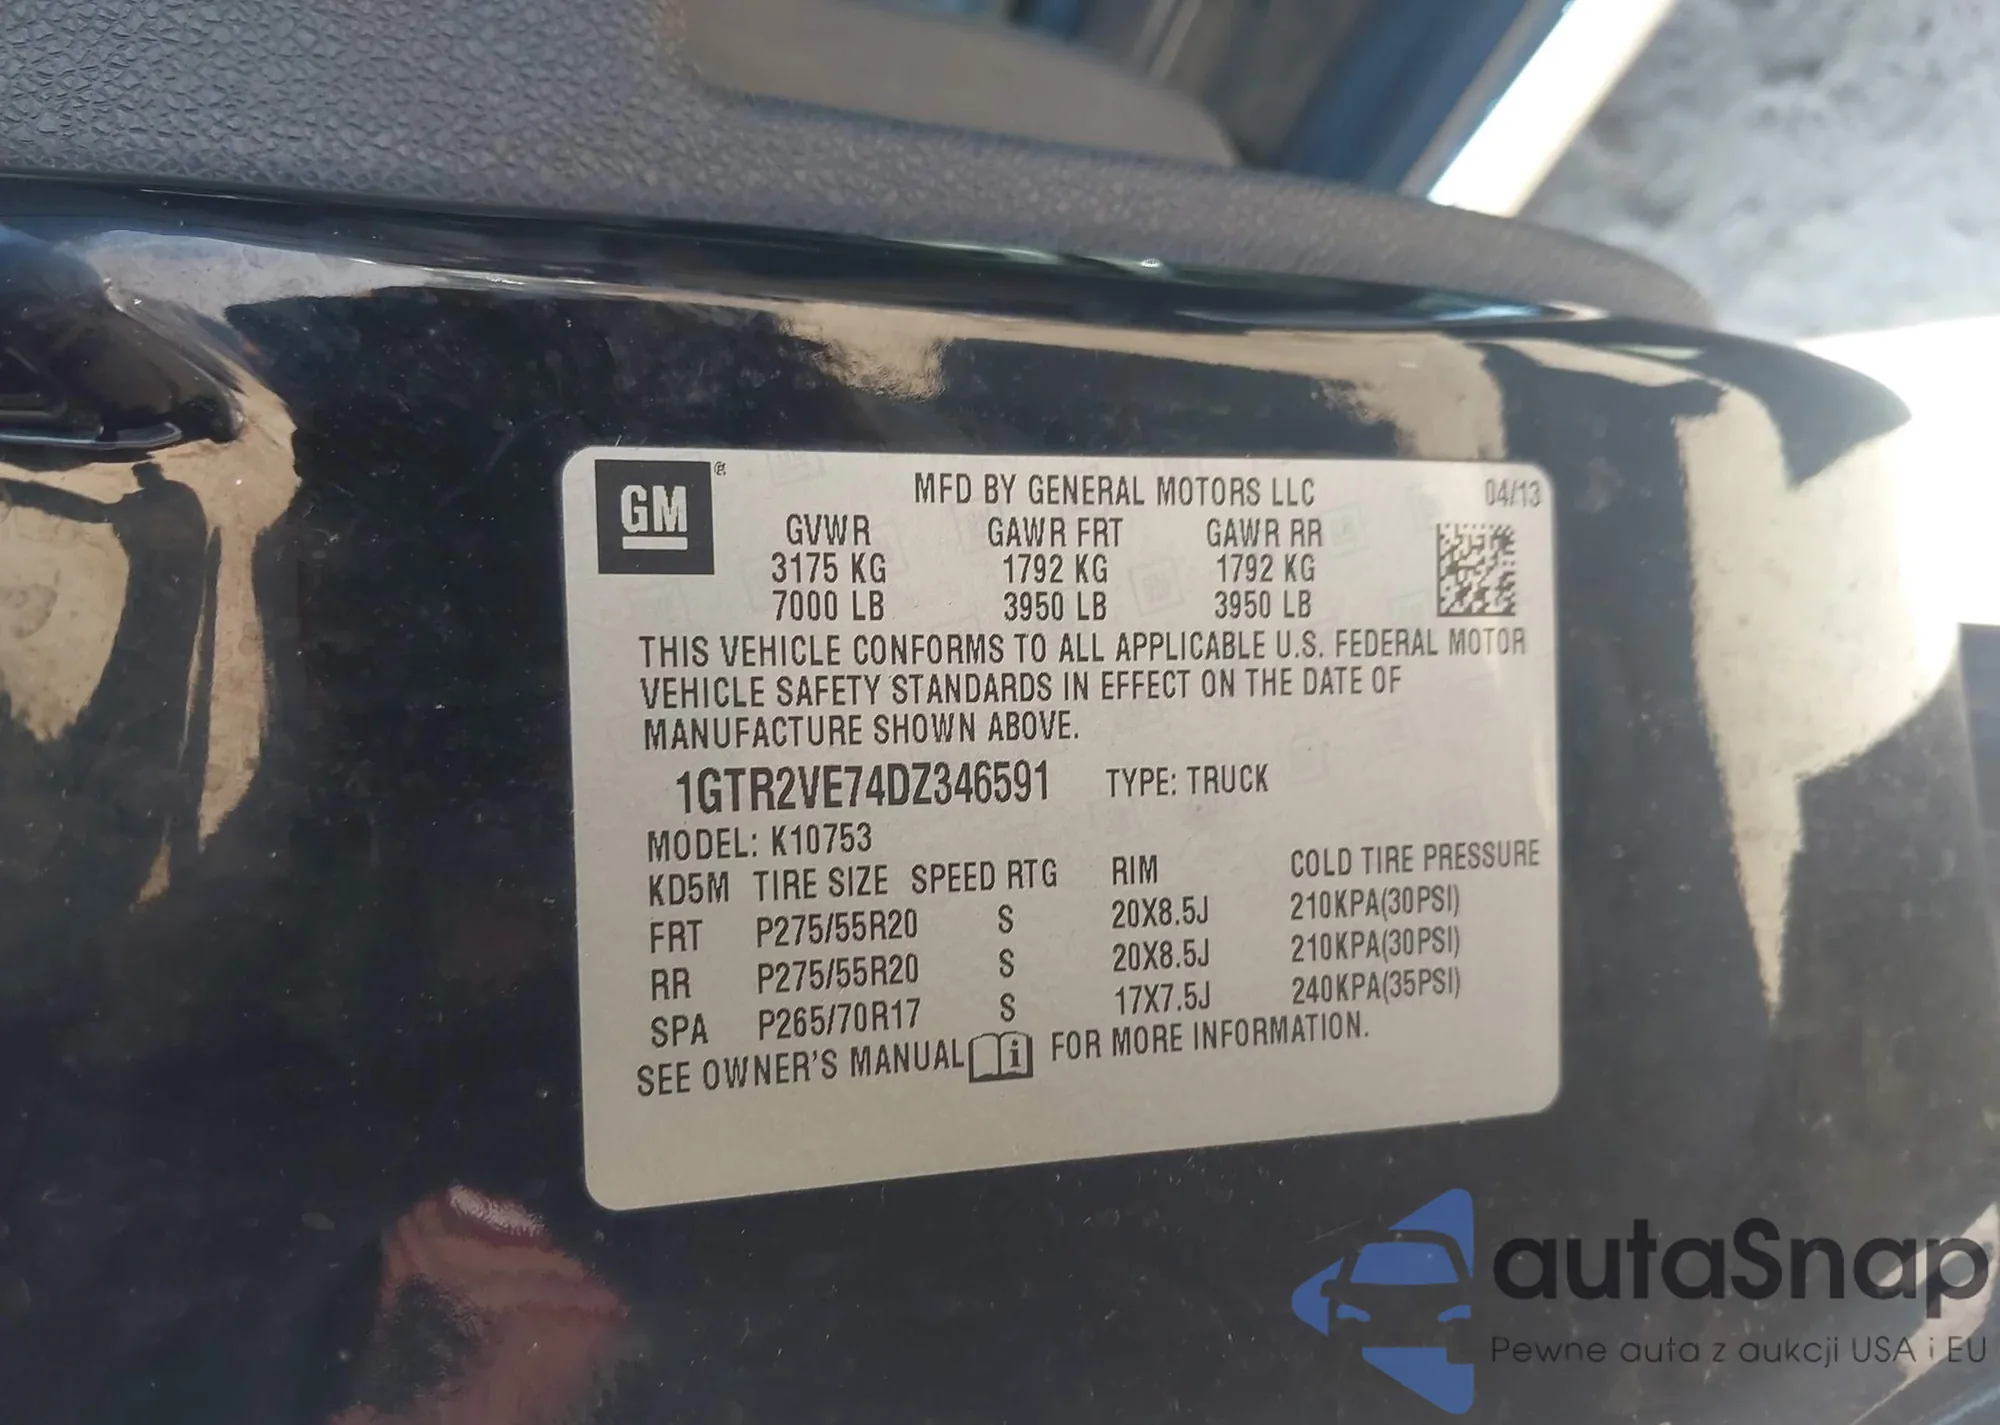 GM
MFD BY GENERAL MOTORS LLC 04/13
GVWR GAWR FRT GAWR RR
3175 KG 1792 KG 1792 KG
7000 LB 3950 LB 3950 LB
THIS VEHICLE CONFORMS TO ALL APPLICABLE U.S. FEDERAL MOTOR
VEHICLE SAFETY STANDARDS IN EFFECT ON THE DATE OF
MANUFACTURE SHOWN ABOVE.
1GTR2VE74DZ346591 TYPE: TRUCK
MODEL: K10753
KD5M TIRE SIZE SPEED RTG RIM COLD TIRE PRESSURE
FRT P275/55R20 S 20X8.5J 210KPA(30PSI)
RR P275/55R20 S 20X8.5J 210KPA(30PSI)
SPA P265/70R17 S 17X7.5J 240KPA(35PSI)
SEE OWNER'S MANUAL i FOR MORE INFORMATION.
autaSnap
Pewne auta z aukcji USA i EU